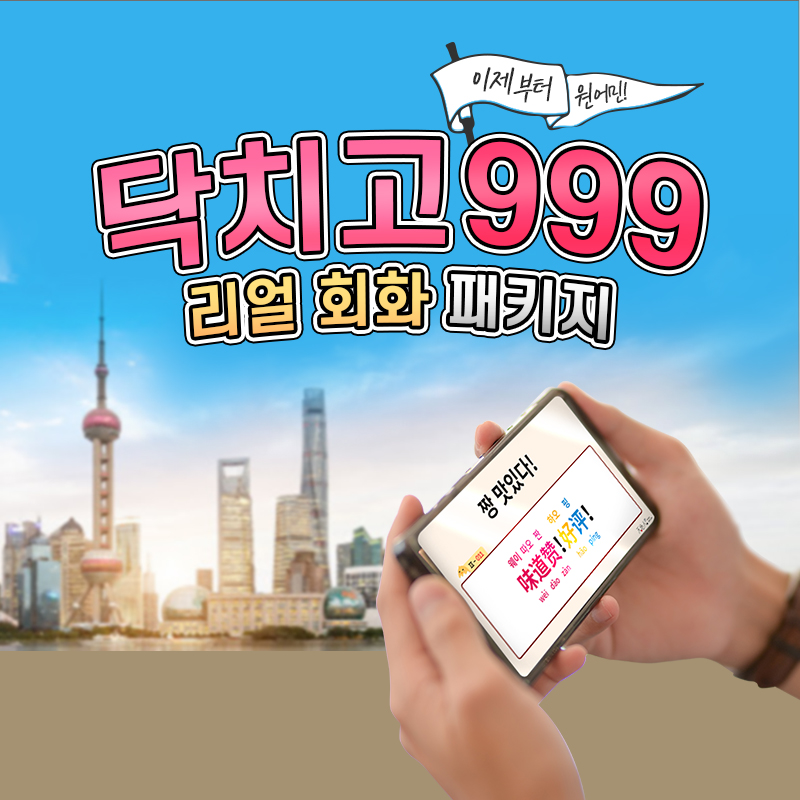 이제부터 원어민!
닥치고999
리얼 회화 패키지
짱 맛있다!
웨이 따오 짠 하오 핑
味道赞!好评!
wèi dào zàn hǎo píng